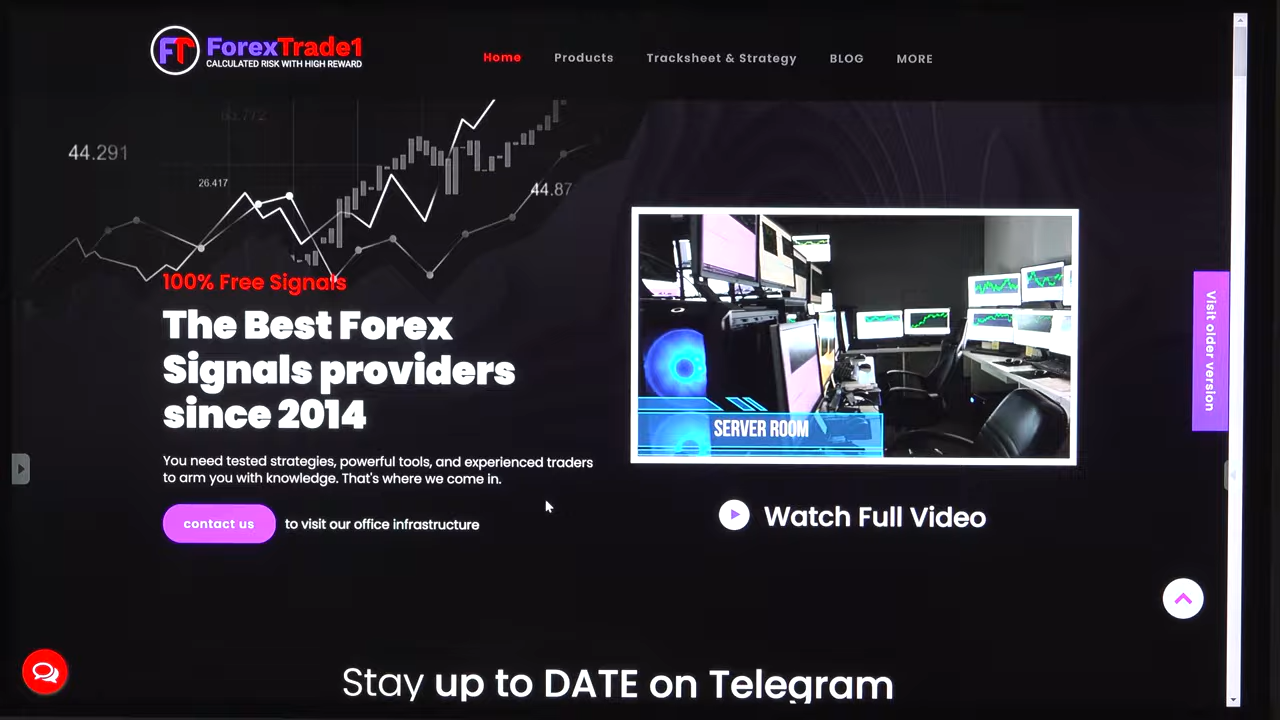 ForexTrade1
CALCULATED RISK WITH HIGH REWARD
Home Products Tracksheet & Strategy BLOG MORE
44.291
26.417
44.87
100% Free Signals
The Best Forex
Signals providers
since 2014
You need tested strategies, powerful tools, and experienced traders
to arm you with knowledge. That's where we come in.
contact us to visit our office infrastructure
SERVER ROOM
Watch Full Video
Visit older version
Stay up to DATE on Telegram